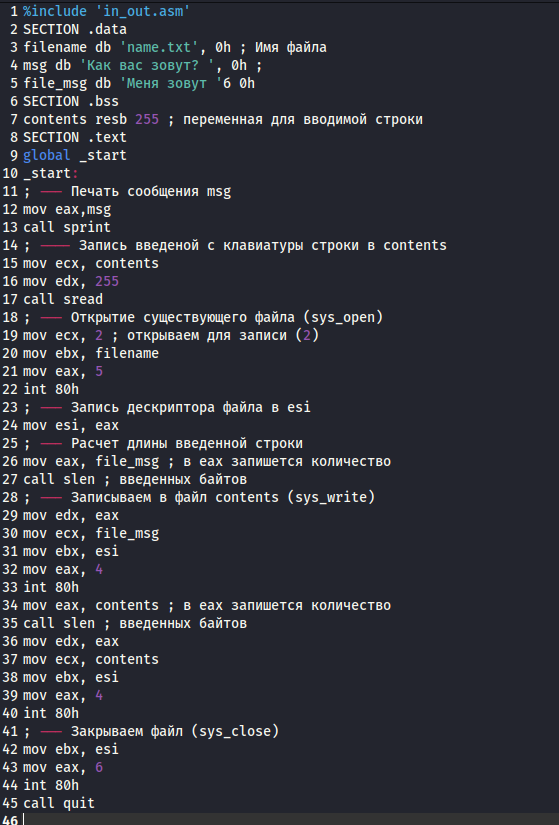 1 %include 'in_out.asm'
2 SECTION .data
3 filename db 'name.txt', 0h ; Имя файла
4 msg db 'Как вас зовут? ', 0h ;
5 file_msg db 'Меня зовут '6 0h
6 SECTION .bss
7 contents resb 255 ; переменная для вводимой строки
8 SECTION .text
9 global _start
10 _start:
11 ; --- Печать сообщения msg
12 mov eax,msg
13 call sprint
14 ; ---- Запись введеной с клавиатуры строки в contents
15 mov ecx, contents
16 mov edx, 255
17 call sread
18 ; --- Открытие существующего файла (sys_open)
19 mov ecx, 2 ; открываем для записи (2)
20 mov ebx, filename
21 mov eax, 5
22 int 80h
23 ; --- Запись дескриптора файла в esi
24 mov esi, eax
25 ; --- Расчет длины введенной строки
26 mov eax, file_msg ; в eax запишется количество
27 call slen ; введенных байтов
28 ; --- Записываем в файл contents (sys_write)
29 mov edx, eax
30 mov ecx, file_msg
31 mov ebx, esi
32 mov eax, 4
33 int 80h
34 mov eax, contents ; в eax запишется количество
35 call slen ; введенных байтов
36 mov edx, eax
37 mov ecx, contents
38 mov ebx, esi
39 mov eax, 4
40 int 80h
41 ; --- Закрываем файл (sys_close)
42 mov ebx, esi
43 mov eax, 6
44 int 80h
45 call quit
46